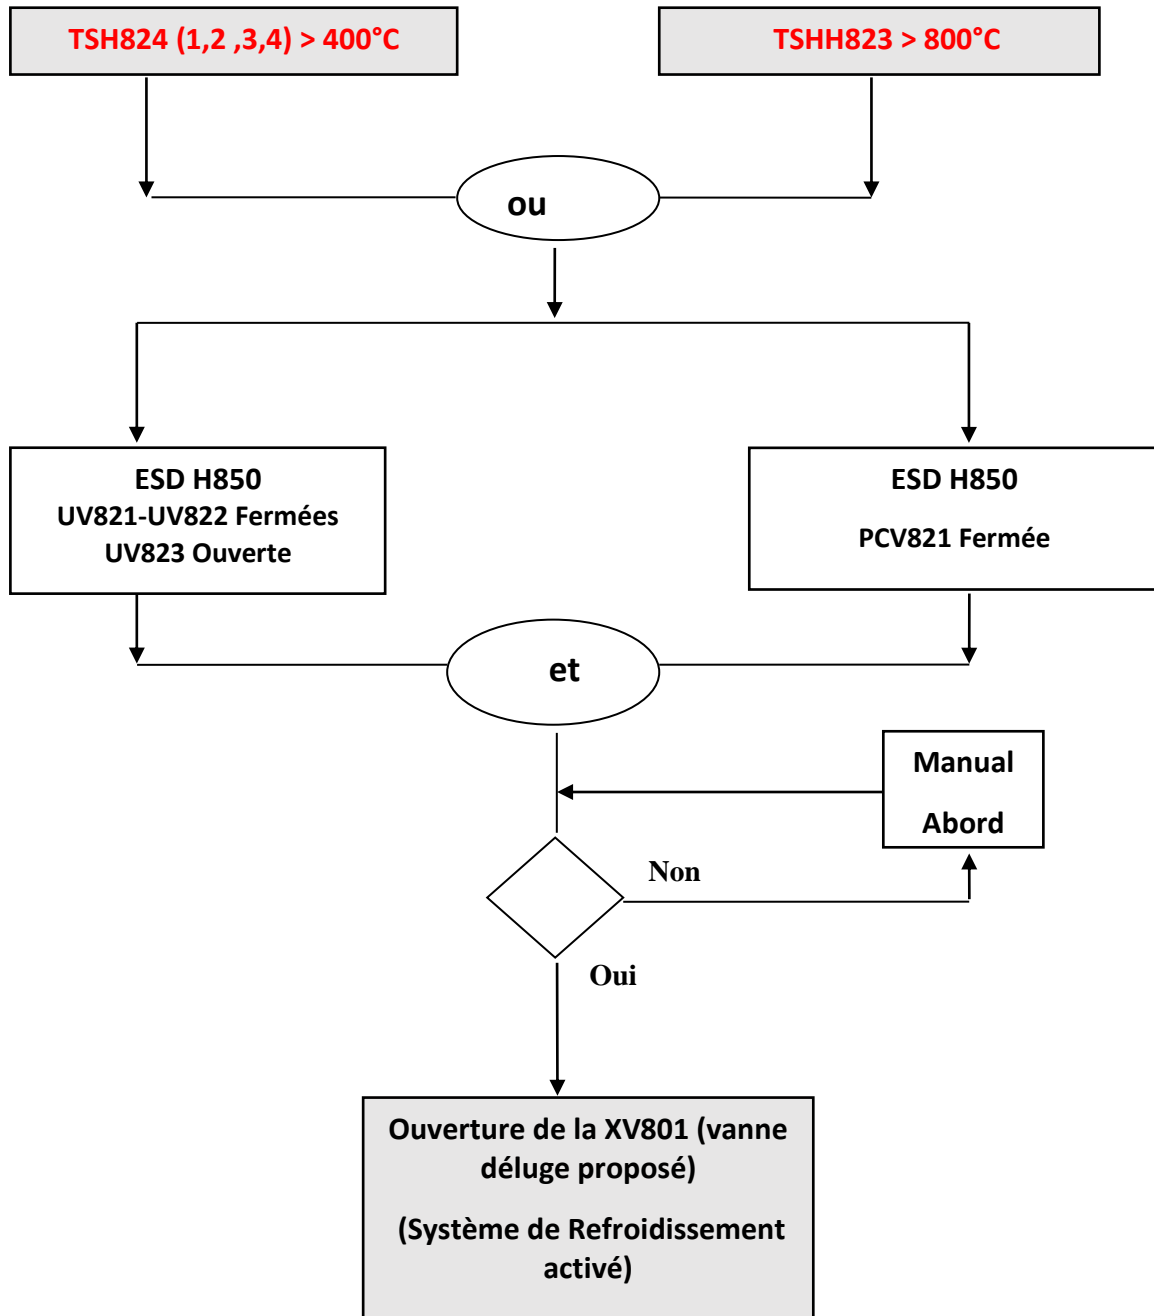 TSH824 (1,2 ,3,4) > 400°C
TSHH823 > 800°C
ou
ESD H850
UV821-UV822 Fermées
UV823 Ouverte
ESD H850
PCV821 Fermée
et
Manual
Abord
Non
Oui
Ouverture de la XV801 (vanne
déluge proposé)
(Système de Refroidissement
activé)